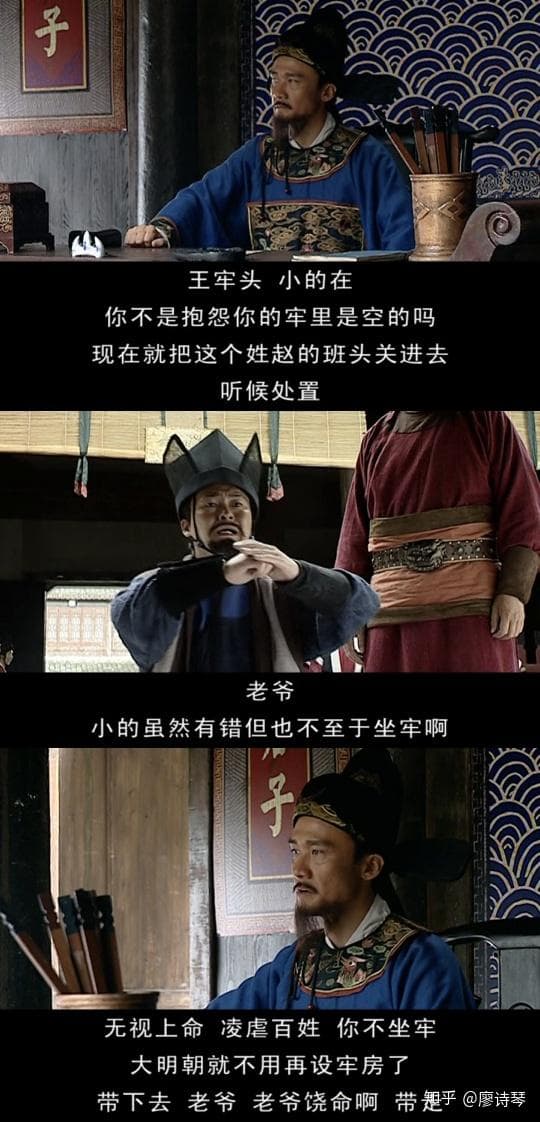 子
王牢头 小的在
你不是抱怨你的牢里是空的吗
现在就把这个姓赵的班头关进去
听候处置
老爷
小的虽然有错但也不至于坐牢啊
子
无视上命 凌虐百姓 你不坐牢
大明朝就不用再设牢房了
带下去 老爷 老爷饶命啊 带走
知乎 @廖诗琴